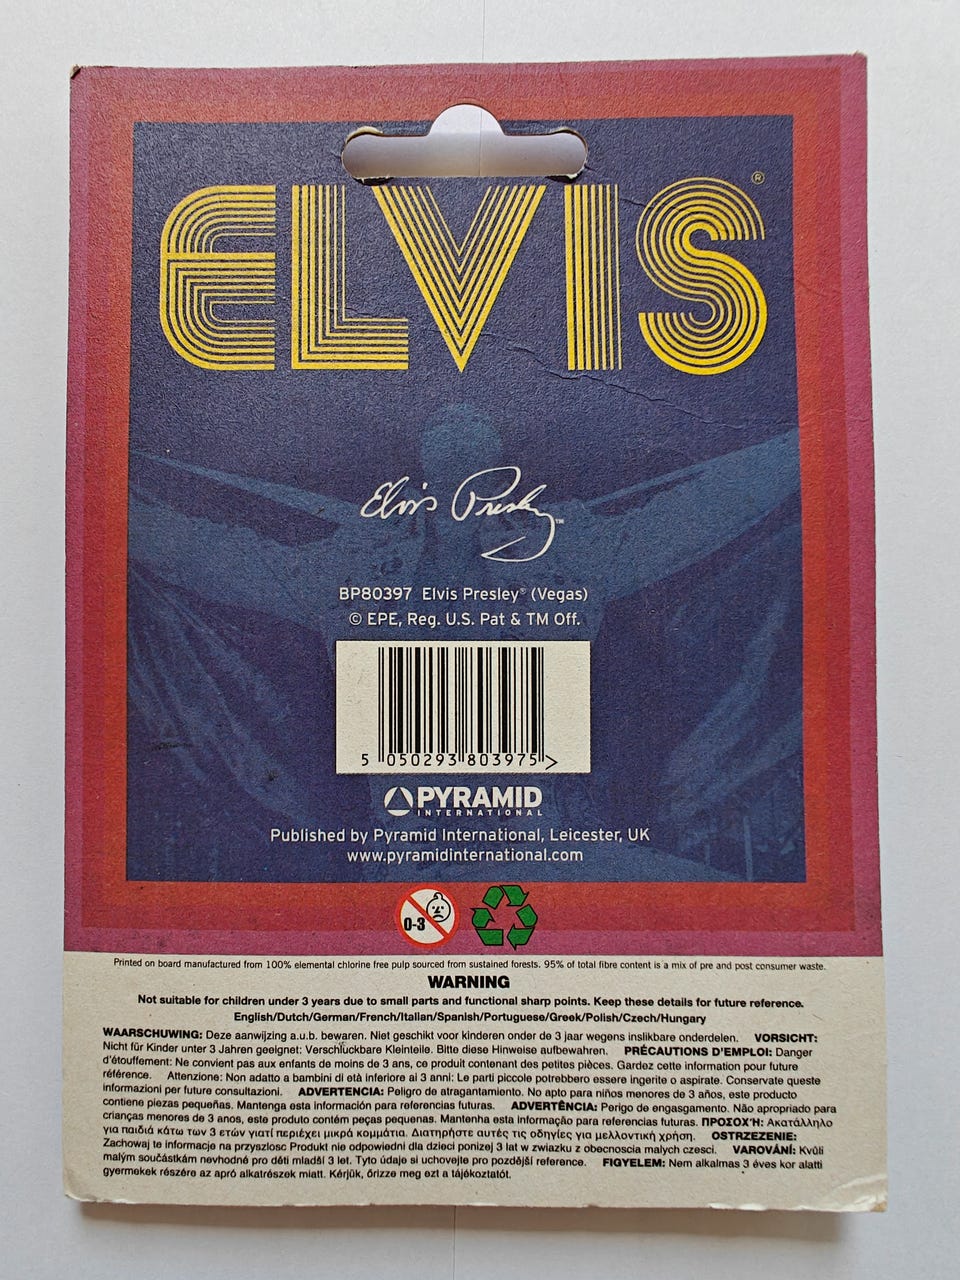 ELVIS®
Elvis Presley™
BP80397 Elvis Presley® (Vegas)
© EPE, Reg. U.S. Pat & TM Off.
5 050293 803975 >
PYRAMID
INTERNATIONAL
Published by Pyramid International, Leicester, UK
www.pyramidinternational.com
0-3
Printed on board manufactured from 100% elemental chlorine free pulp sourced from sustained forests. 95% of total fibre content is a mix of pre and post consumer waste.
WARNING
Not suitable for children under 3 years due to small parts and functional sharp points. Keep these details for future reference.
English/Dutch/German/French/Italian/Spanish/Portuguese/Greek/Polish/Czech/Hungary
WAARSCHUWING: Deze aanwijzing a.u.b. bewaren. Niet geschikt voor kinderen onder de 3 jaar wegens inslikbare onderdelen. VORSICHT:
Nicht für Kinder unter 3 Jahren geeignet: Verschluckbare Kleinteile. Bitte diese Hinweise aufbewahren. PRÉCAUTIONS D'EMPLOI: Danger
d'étouffement: Ne convient pas aux enfants de moins de 3 ans, ce produit contenant des petites pièces. Gardez cette information pour future
référence. Attenzione: Non adatto a bambini di età inferiore ai 3 anni: Le parti piccole potrebbero essere ingerite o aspirate. Conservate queste
informazioni per future consultazioni. ADVERTENCIA: Peligro de atragantamiento. No apto para niños menores de 3 años, este producto
contiene piezas pequeñas. Mantenga esta información para referencias futuras. ADVERTÊNCIA: Perigo de engasgamento. Não apropriado para
crianças menores de 3 anos, este produto contém peças pequenas. Mantenha esta informação para referencias futuras. ΠΡΟΣΟΧΉ: Ακατάλληλο
για παιδιά κάτω των 3 ετών γιατί περιέχει μικρά κομμάτια. Διατηρήστε αυτές τις οδηγίες για μελλοντική χρήση. OSTRZEZENIE:
Zachowaj te informacje na przyszlosc Produkt nie odpowiedni dla dzieci ponizej 3 lat w zwiazku z obecnoscia malych czesci. VAROVÁNÍ: Kvůli
malým součástkám nevhodné pro děti mladší 3 let. Tyto údaje si uchovejte pro pozdější reference. FIGYELEM: Nem alkalmas 3 éves kor alatti
gyermekek részére az apró alkatrészek miatt. Kérjük, őrizze meg ezt a tájékoztatót.